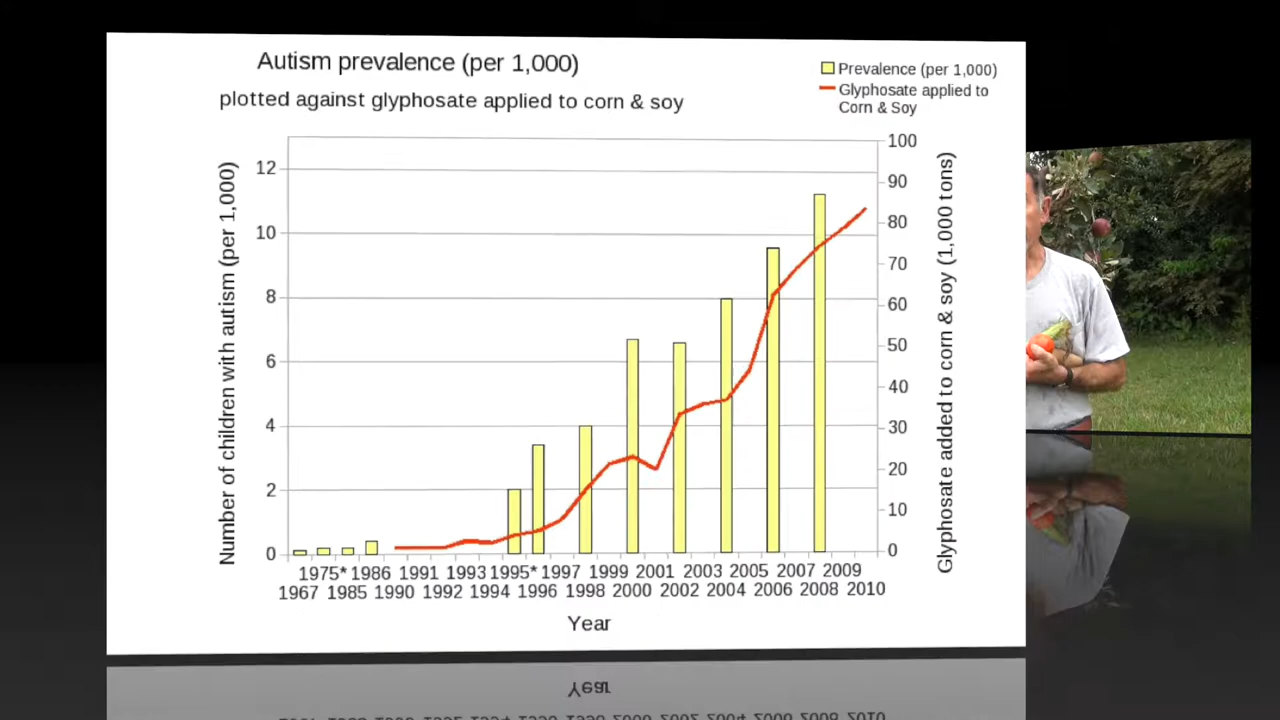 Autism prevalence (per 1,000)
plotted against glyphosate applied to corn & soy
Prevalence (per 1,000)
Glyphosate applied to
Corn & Soy
Number of children with autism (per 1,000)
12
10
8
6
4
2
0
100
90
80
70
60
50
40
30
20
10
0
Glyphosate added to corn & soy (1,000 tons)
1975* 1986 1991 1993 1995* 1997 1999 2001 2003 2005 2007 2009
1967 1985 1990 1992 1994 1996 1998 2000 2002 2004 2006 2008 2010
Year